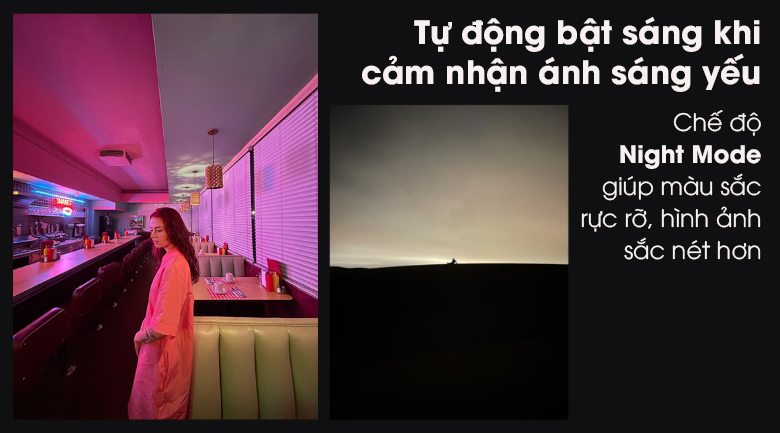 Tự động bật sáng khi
cảm nhận ánh sáng yếu
Chế độ
Night Mode
giúp màu sắc
rực rỡ, hình ảnh
sắc nét hơn